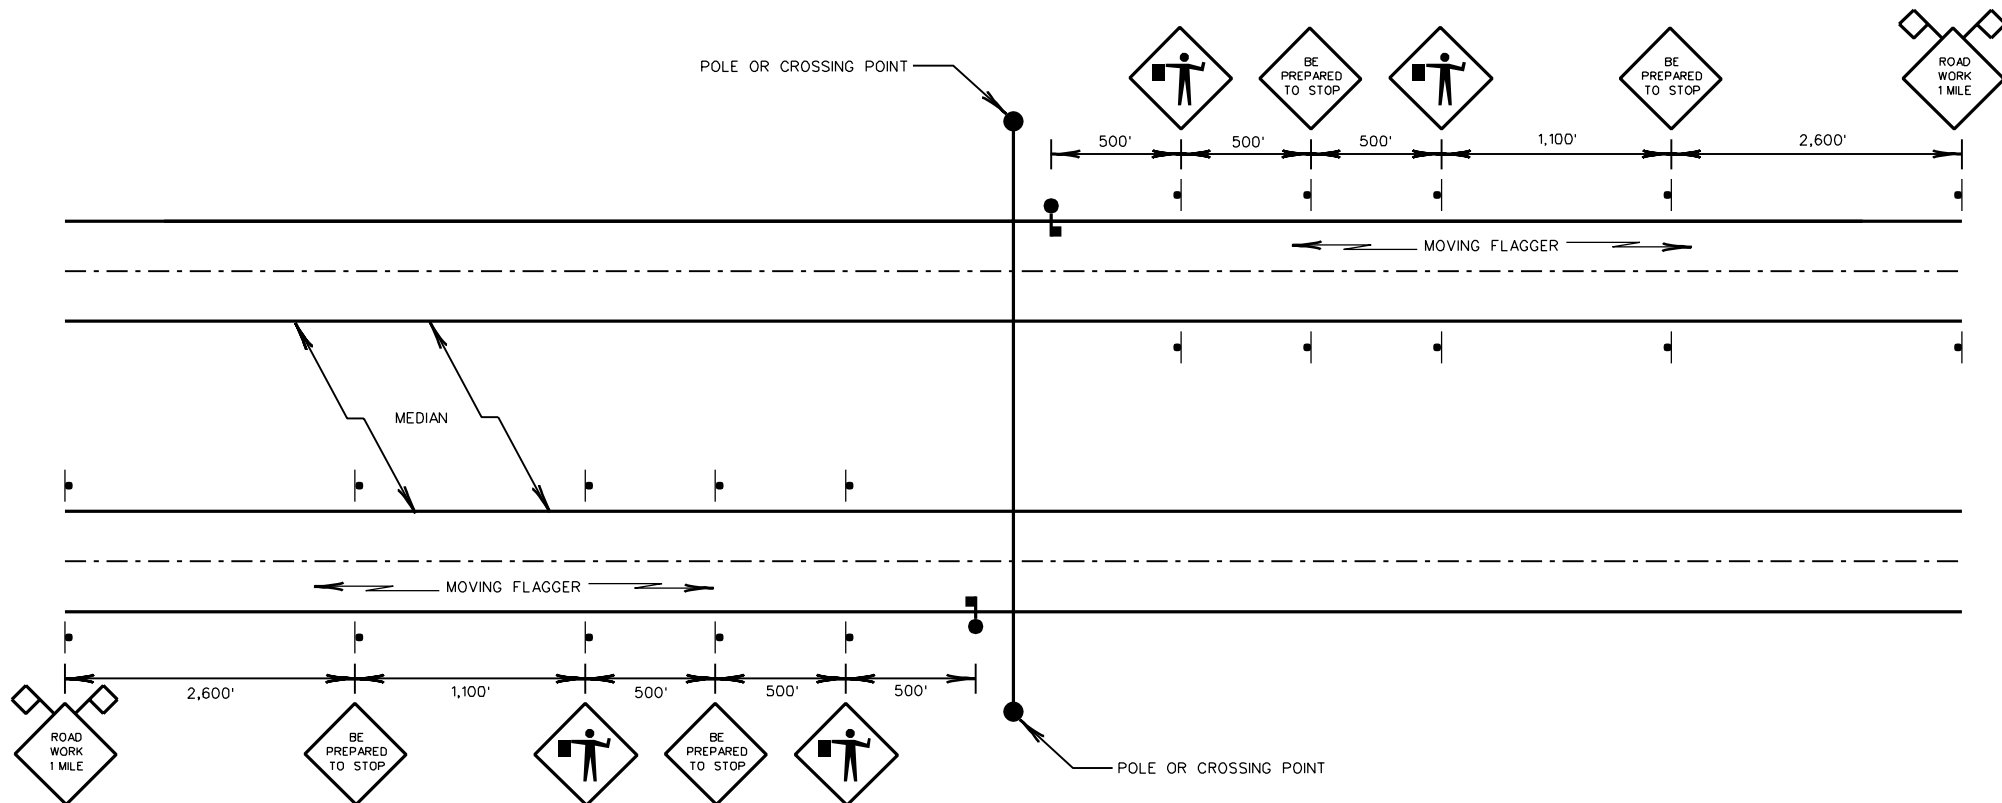 POLE OR CROSSING POINT
BE
PREPARED
TO STOP
BE
PREPARED
TO STOP
ROAD
WORK
1 MILE
500'
500'
500'
1,100'
2,600'
MOVING FLAGGER
MEDIAN
MOVING FLAGGER
2,600'
1,100'
500'
500'
500'
ROAD
WORK
1 MILE
BE
PREPARED
TO STOP
BE
PREPARED
TO STOP
POLE OR CROSSING POINT